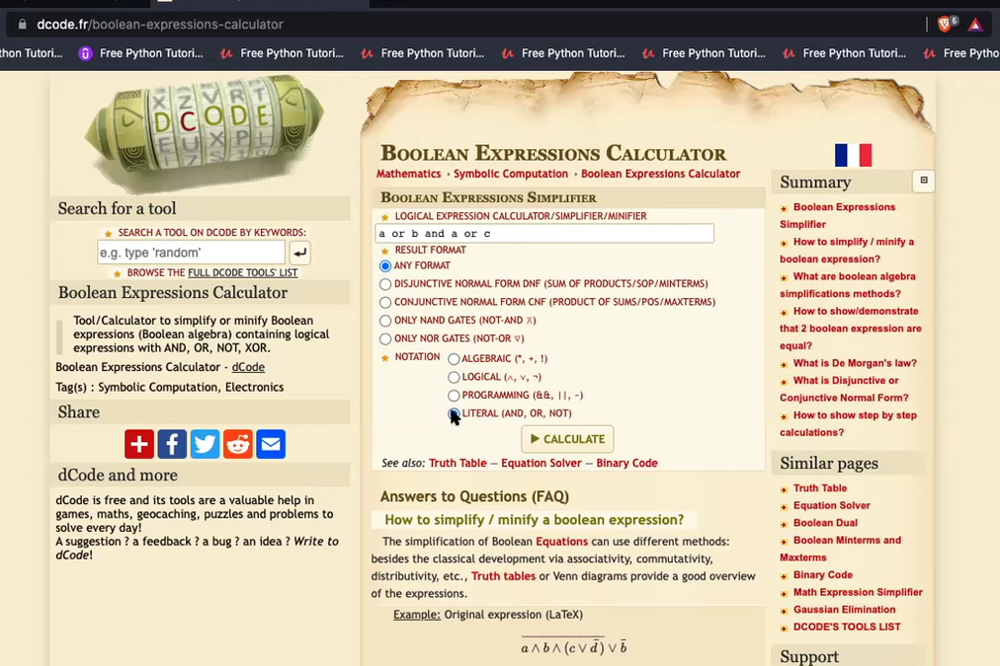 dcode.fr/boolean-expressions-calculator
5
hon Tutori...
Free Python Tutori...
Free Python Tutori...
Free Python Tutori...
Free Python Tutori...
Free Python Tutori...
Free Python Tutori...
Free Pytho
DCODE
Search for a tool
SEARCH A TOOL ON DCODE BY KEYWORDS:
e.g. type 'random'
BROWSE THE FULL DCODE TOOLS' LIST
Boolean Expressions Calculator
Tool/Calculator to simplify or minify Boolean
expressions (Boolean algebra) containing logical
expressions with AND, OR, NOT, XOR.
Boolean Expressions Calculator - dCode
Tag(s) : Symbolic Computation, Electronics
Share
dCode and more
dCode is free and its tools are a valuable help in
games, maths, geocaching, puzzles and problems to
solve every day!
A suggestion ? a feedback ? a bug ? an idea ? Write to
dCode!
BOOLEAN EXPRESSIONS CALCULATOR
Mathematics › Symbolic Computation › Boolean Expressions Calculator
BOOLEAN EXPRESSIONS SIMPLIFIER
LOGICAL EXPRESSION CALCULATOR/SIMPLIFIER/MINIFIER
a or b and a or c
RESULT FORMAT
ANY FORMAT
DISJUNCTIVE NORMAL FORM DNF (SUM OF PRODUCTS/SOP/MINTERMS)
CONJUNCTIVE NORMAL FORM CNF (PRODUCT OF SUMS/POS/MAXTERMS)
ONLY NAND GATES (NOT-AND ⊼)
ONLY NOR GATES (NOT-OR ⊽)
NOTATION
ALGEBRAIC (*, +, !)
LOGICAL (∧, ∨, ¬)
PROGRAMMING (&&, ||, ~)
LITERAL (AND, OR, NOT)
▶ CALCULATE
See also: Truth Table — Equation Solver — Binary Code
Answers to Questions (FAQ)
How to simplify / minify a boolean expression?
The simplification of Boolean Equations can use different methods:
besides the classical development via associativity, commutativity,
distributivity, etc., Truth tables or Venn diagrams provide a good overview
of the expressions.
Example: Original expression (LaTeX)
$\overline{a \wedge b \wedge (c \vee \bar{d})} \vee \bar{b}$
Summary
Boolean Expressions
Simplifier
How to simplify / minify a
boolean expression?
What are boolean algebra
simplifications methods?
How to show/demonstrate
that 2 boolean expression are
equal?
What is De Morgan's law?
What is Disjunctive or
Conjunctive Normal Form?
How to show step by step
calculations?
Similar pages
Truth Table
Equation Solver
Boolean Dual
Boolean Minterms and
Maxterms
Binary Code
Math Expression Simplifier
Gaussian Elimination
DCODE'S TOOLS LIST
Support